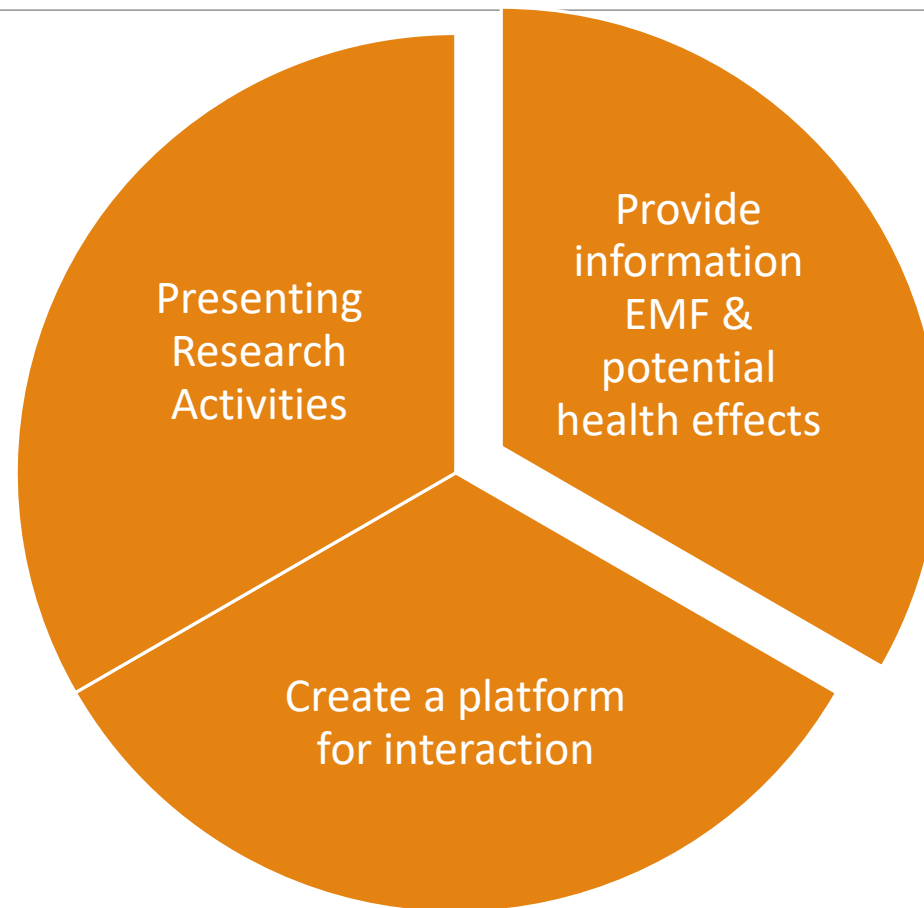 Presenting
Research
Activities
Provide
information
EMF &
potential
health effects
Create a platform
for interaction